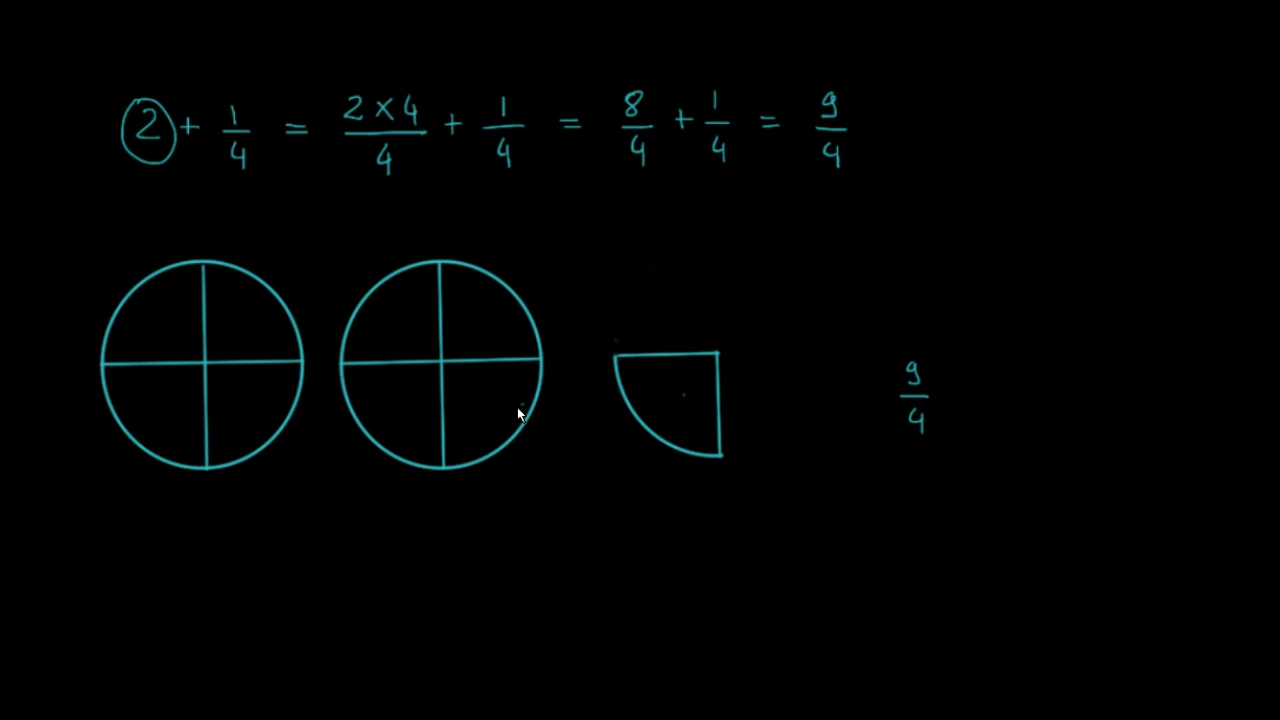 2 + 1/4 = 2 × 4/4 + 1/4 = 8/4 + 1/4 = 9/4
9/4